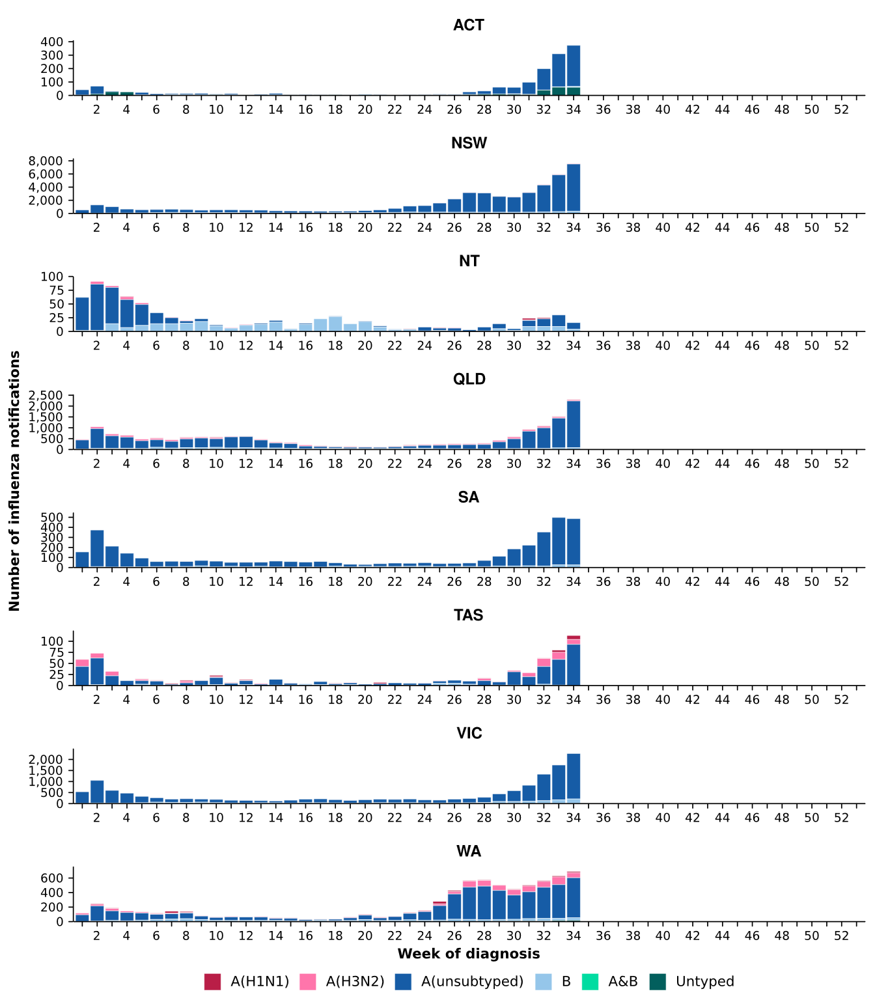 ACT
400
300
200
100
0
2 4 6 8 10 12 14 16 18 20 22 24 26 28 30 32 34 36 38 40 42 44 46 48 50 52
NSW
8,000
6,000
4,000
2,000
0
2 4 6 8 10 12 14 16 18 20 22 24 26 28 30 32 34 36 38 40 42 44 46 48 50 52
NT
100
75
50
25
0
2 4 6 8 10 12 14 16 18 20 22 24 26 28 30 32 34 36 38 40 42 44 46 48 50 52
Number of influenza notifications
QLD
2,500
2,000
1,500
1,000
500
0
2 4 6 8 10 12 14 16 18 20 22 24 26 28 30 32 34 36 38 40 42 44 46 48 50 52
SA
500
400
300
200
100
0
2 4 6 8 10 12 14 16 18 20 22 24 26 28 30 32 34 36 38 40 42 44 46 48 50 52
TAS
100
75
50
25
0
2 4 6 8 10 12 14 16 18 20 22 24 26 28 30 32 34 36 38 40 42 44 46 48 50 52
VIC
2,000
1,500
1,000
500
0
2 4 6 8 10 12 14 16 18 20 22 24 26 28 30 32 34 36 38 40 42 44 46 48 50 52
WA
600
400
200
0
2 4 6 8 10 12 14 16 18 20 22 24 26 28 30 32 34 36 38 40 42 44 46 48 50 52
Week of diagnosis
A(H1N1) A(H3N2) A(unsubtyped) B A&B Untyped